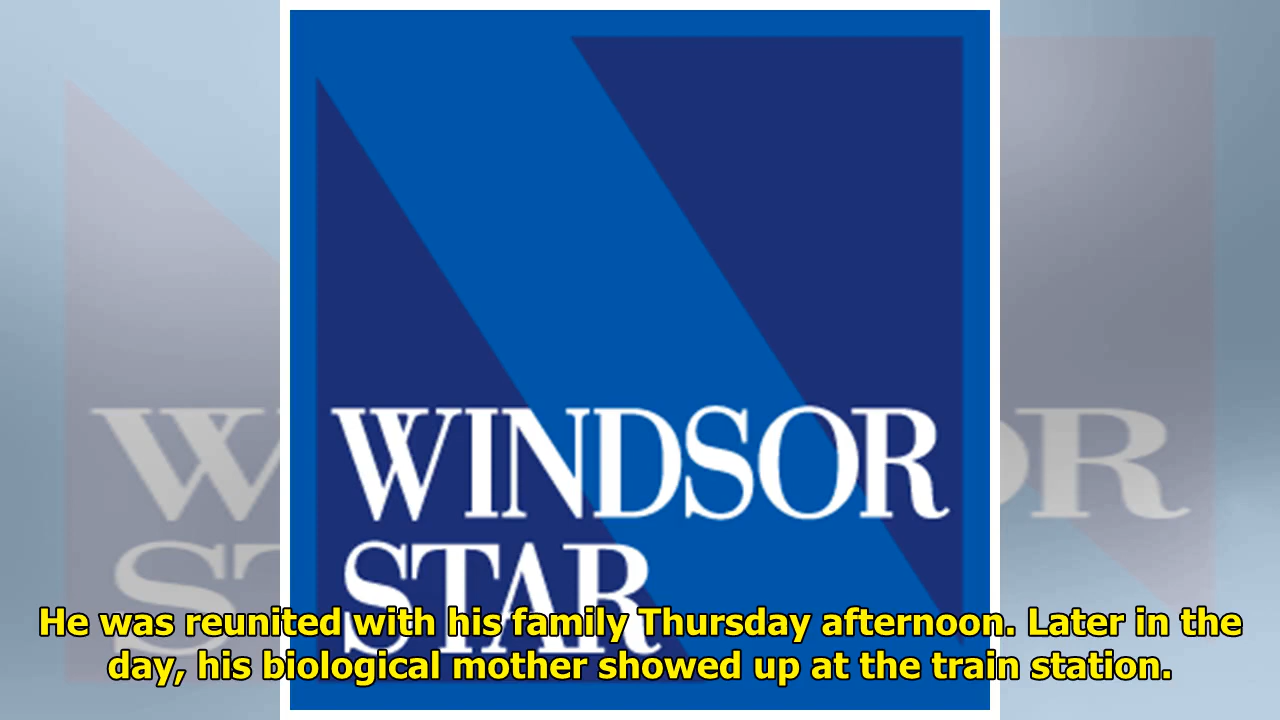 WINDSOR
STAR
He was reunited with his family Thursday afternoon. Later in the
day, his biological mother showed up at the train station.